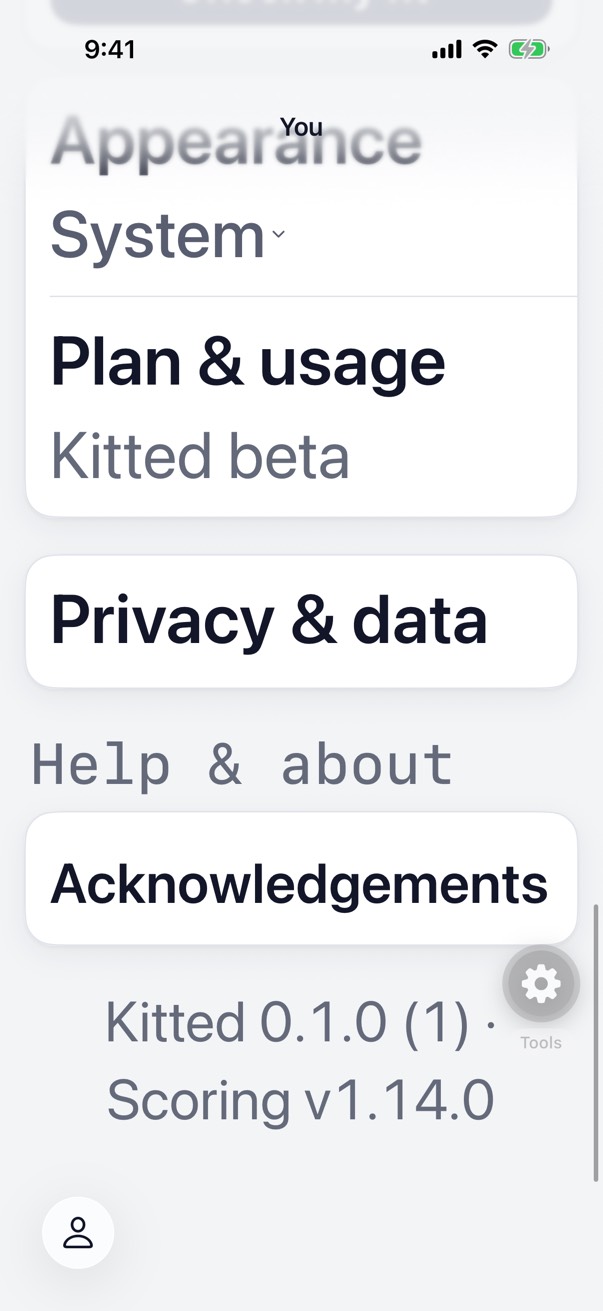 9:41
You
Appearance
System
Plan & usage
Kitted beta
Privacy & data
Help & about
Acknowledgements
Kitted 0.1.0 (1) ·
Scoring v1.14.0
Tools